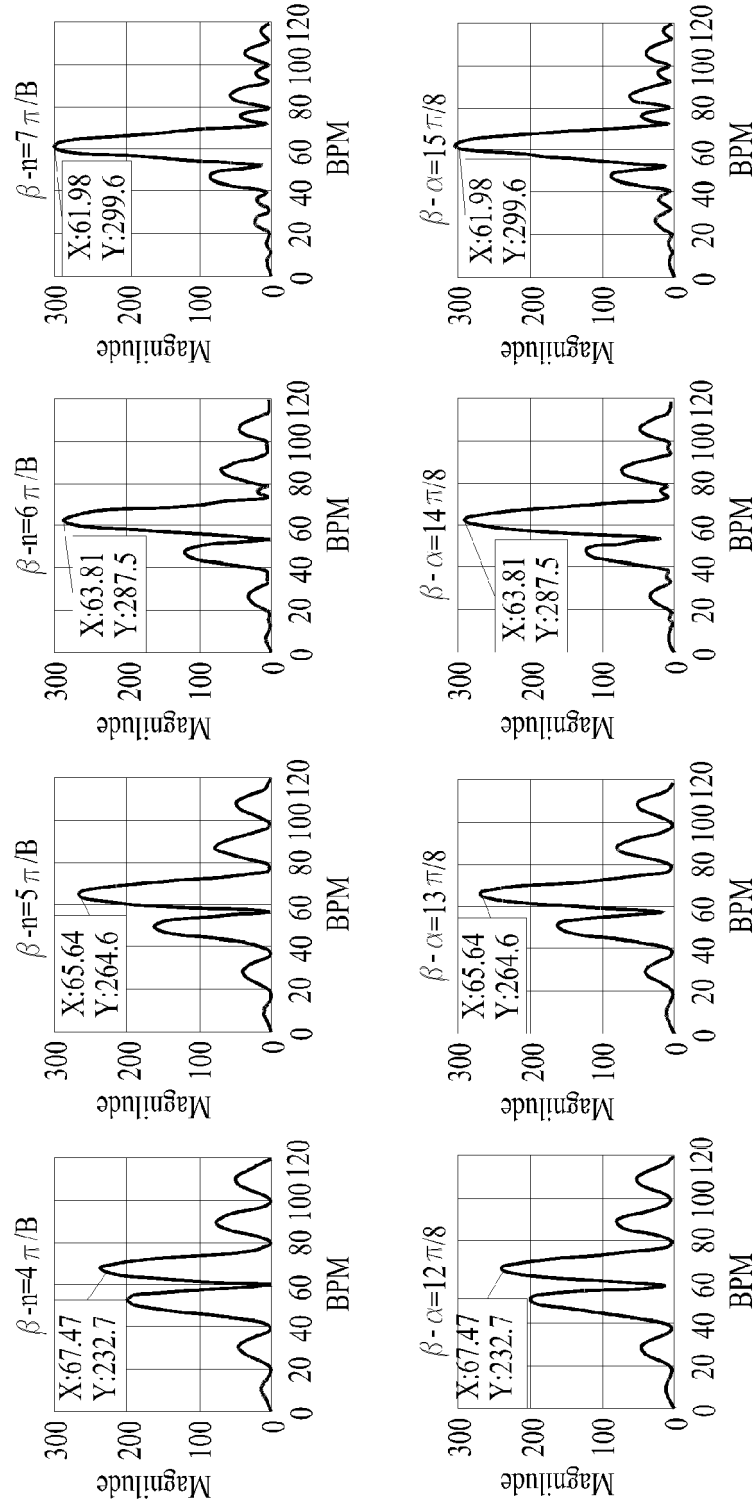 β-n=4π/B
X:67.47
Y:232.7
Magnitude
300
200
100
0
0 20 40 60 80 100 120
BPM
β-n=5π/B
X:65.64
Y:264.6
Magnitude
300
200
100
0
0 20 40 60 80 100 120
BPM
β-n=6π/B
X:63.81
Y:287.5
Magnitude
300
200
100
0
0 20 40 60 80 100 120
BPM
β-n=7π/B
X:61.98
Y:299.6
Magnitude
300
200
100
0
0 20 40 60 80 100 120
BPM
β-α=12π/8
X:67.47
Y:232.7
Magnitude
300
200
100
0
0 20 40 60 80 100 120
BPM
β-α=13π/8
X:65.64
Y:264.6
Magnitude
300
200
100
0
0 20 40 60 80 100 120
BPM
β-α=14π/8
X:63.81
Y:287.5
Magnitude
300
200
100
0
0 20 40 60 80 100 120
BPM
β-α=15π/8
X:61.98
Y:299.6
Magnitude
300
200
100
0
0 20 40 60 80 100 120
BPM